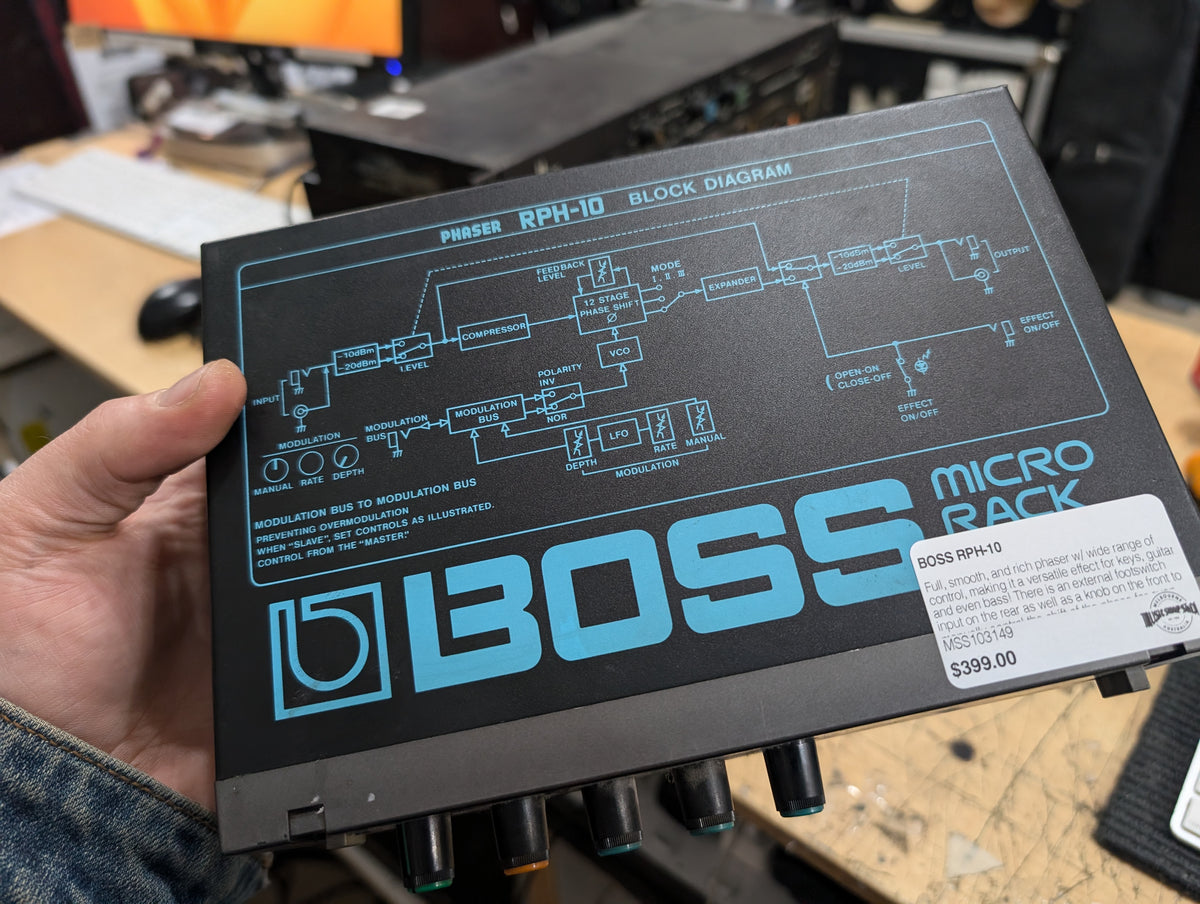 PHASER RPH-10 BLOCK DIAGRAM
FEEDBACK
LEVEL
MODE
I II III
12 STAGE
PHASE SHIFT
Ø
COMPRESSOR
EXPANDER
VCO
-10dBm
-20dBm
LEVEL
OUTPUT
-10dBm
-20dBm
LEVEL
INPUT
EFFECT
ON/OFF
(OPEN-ON
CLOSE-OFF
EFFECT
ON/OFF
POLARITY
INV
NOR
MODULATION
BUS
MODULATION
BUS
DEPTH
LFO
RATE
MANUAL
MODULATION
MODULATION
MANUAL RATE DEPTH
MODULATION BUS TO MODULATION BUS
PREVENTING OVERMODULATION
WHEN "SLAVE", SET CONTROLS AS ILLUSTRATED.
CONTROL FROM THE "MASTER."
BOSS
MICRO
RACK
BOSS RPH-10
Full, smooth, and rich phaser w/ wide range of
control, making it a versatile effect for keys, guitar
and even bass! There is an external footswitch
input on the rear as well as a knob on the front to
MSS103149
$399.00